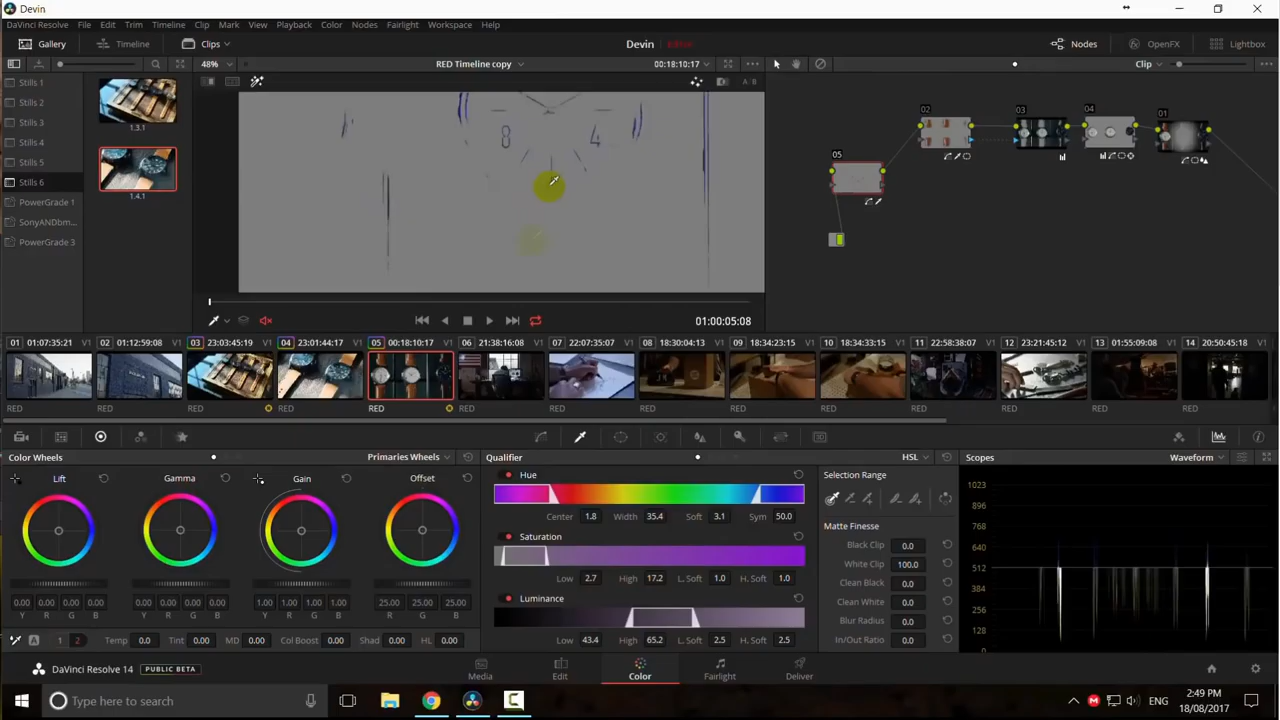 Devin
DaVinci Resolve File Edit Trim Timeline Clip Mark View Playback Color Nodes Fairlight Workspace Help
Gallery Timeline Clips Devin Edited Nodes OpenFX Lightbox
48% RED Timeline copy 00:18:10:17 Clip
Stills 1
Stills 2
Stills 3
Stills 4
Stills 5
Stills 6
PowerGrade 1
SonyANDbm...
PowerGrade 3
1.3.1
1.4.1
8 4
A B
02 03 04 01
05
01:00:05:08
01 01:07:35:21 V1 02 12:59:08 V1 03 23:03:45:19 V1 04 23:01:44:17 V1 05 00:18:10:17 V1 06 21:38:16:08 V1 07 22:07:35:07 V1 08 18:30:04:13 V1 09 18:34:23:15 V1 10 18:34:33:15 V1 11 22:58:38:07 V1 12 23:21:45:12 V1 13 01:55:09:08 V1 14 20:50:45:18 V1
RED RED RED RED RED RED RED RED RED RED RED RED RED RED
Color Wheels Primaries Wheels
Lift Gamma Gain Offset
0.00 0.00 0.00 0.00 0.00 0.00 0.00 0.00 1.00 1.00 1.00 1.00 25.00 25.00 25.00
Y R G B Y R G B Y R G B R G B
A 1 2 Temp 0.0 Tint 0.00 MD 0.00 Col Boost 0.00 Shad 0.00 HL 0.00
Qualifier HSL
Hue
Center 1.8 Width 35.4 Soft 3.1 Sym 50.0
Saturation
Low 2.7 High 17.2 L. Soft 1.0 H. Soft 1.0
Luminance
Low 43.4 High 65.2 L. Soft 2.5 H. Soft 2.5
Selection Range
Matte Finesse
Black Clip 0.0
White Clip 100.0
Clean Black 0.0
Clean White 0.0
Blur Radius 0.0
In/Out Ratio 0.0
Scopes Waveform
1023
896
768
640
512
384
256
128
0
DaVinci Resolve 14 PUBLIC BETA Media Edit Color Fairlight Deliver
Type here to search ENG 2:49 PM
18/08/2017